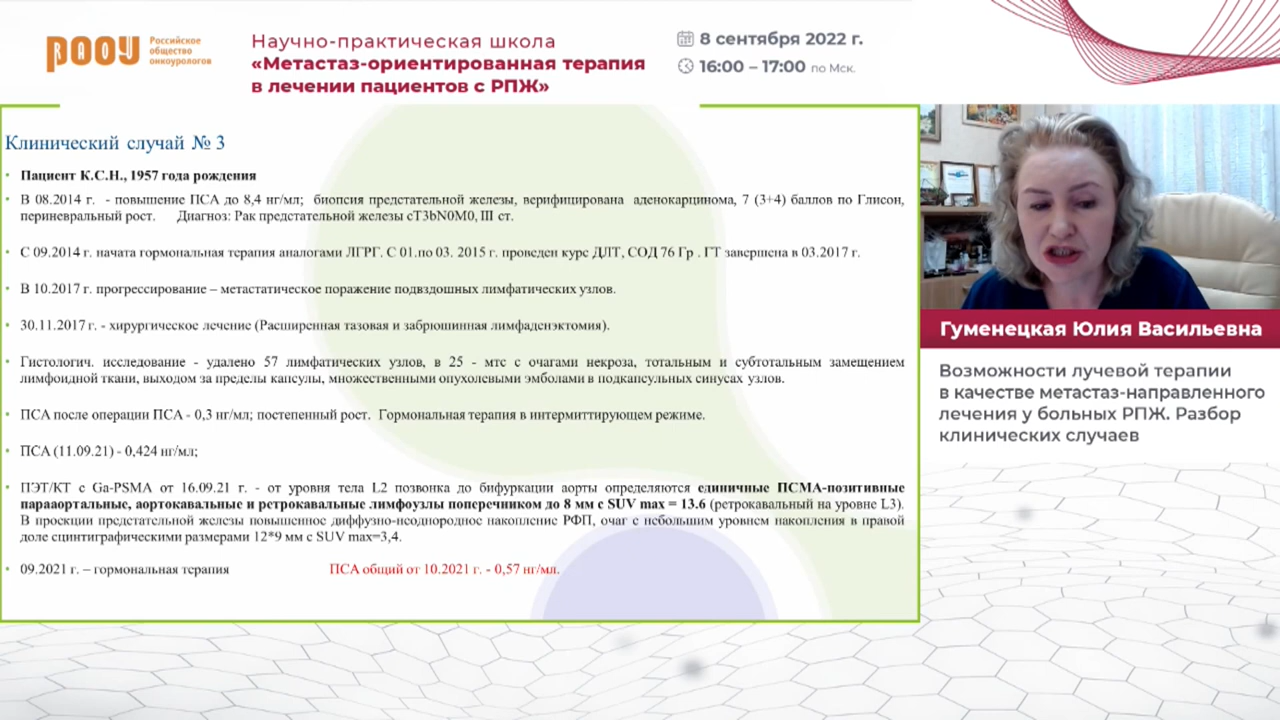 РАОУ
Российское
общество
онкоурологов
Научно-практическая школа
«Метастаз-ориентированная терапия
в лечении пациентов с РПЖ»
8 сентября 2022 г.
16:00 – 17:00 по Мск.
Клинический случай № 3
• Пациент К.С.Н., 1957 года рождения
• В 08.2014 г. - повышение ПСА до 8,4 нг/мл; биопсия предстательной железы, верифицирована аденокарцинома, 7 (3+4) баллов по Глисон,
периневральный рост. Диагноз: Рак предстательной железы cT3bN0M0, III ст.
• С 09.2014 г. начата гормональная терапия аналогами ЛГРГ. С 01.по 03. 2015 г. проведен курс ДЛТ, СОД 76 Гр . ГТ завершена в 03.2017 г.
• В 10.2017 г. прогрессирование – метастатическое поражение подвздошных лимфатических узлов.
• 30.11.2017 г. - хирургическое лечение (Расширенная тазовая и забрюшинная лимфаденэктомия).
• Гистологич. исследование - удалено 57 лимфатических узлов, в 25 - мтс с очагами некроза, тотальным и субтотальным замещением
лимфоидной ткани, выходом за пределы капсулы, множественными опухолевыми эмболами в подкапсульных синусах узлов.
• ПСА после операции ПСА - 0,3 нг/мл; постепенный рост. Гормональная терапия в интермиттирующем режиме.
• ПСА (11.09.21) - 0,424 нг/мл;
• ПЭТ/КТ с Ga-PSMA от 16.09.21 г. - от уровня тела L2 позвонка до бифуркации аорты определяются единичные ПСМА-позитивные
парааортальные, аортокавальные и ретрокавальные лимфоузлы поперечником до 8 мм с SUV max = 13.6 (ретрокавальный на уровне L3).
В проекции предстательной железы повышенное диффузно-неоднородное накопление РФП, очаг с небольшим уровнем накопления в правой
доле сцинтиграфическими размерами 12*9 мм с SUV max=3,4.
• 09.2021 г. – гормональная терапия ПСА общий от 10.2021 г. - 0,57 нг/мл.
Гуменецкая Юлия Васильевна
Возможности лучевой терапии
в качестве метастаз-направленного
лечения у больных РПЖ. Разбор
клинических случаев